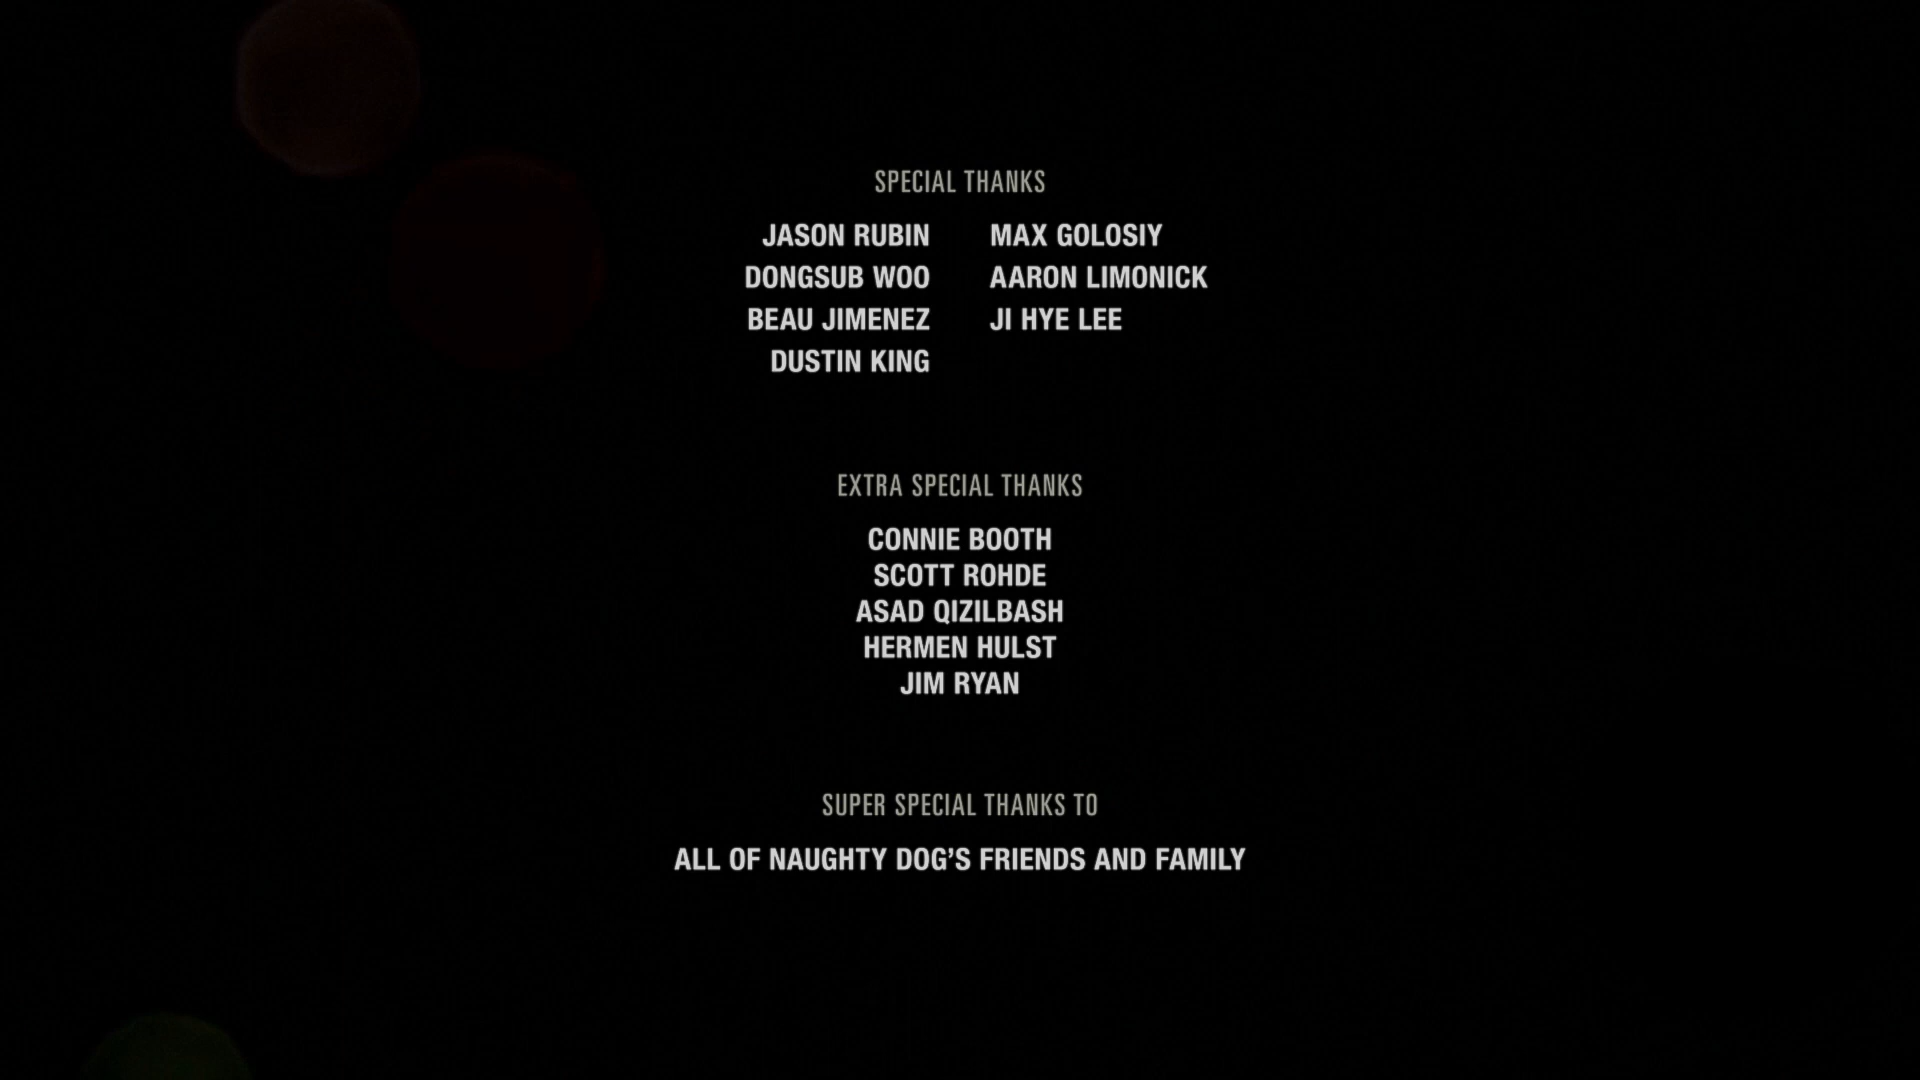 SPECIAL THANKS
JASON RUBIN MAX GOLOSIY
DONGSUB WOO AARON LIMONICK
BEAU JIMENEZ JI HYE LEE
DUSTIN KING
EXTRA SPECIAL THANKS
CONNIE BOOTH
SCOTT ROHDE
ASAD QIZILBASH
HERMEN HULST
JIM RYAN
SUPER SPECIAL THANKS TO
ALL OF NAUGHTY DOG’S FRIENDS AND FAMILY